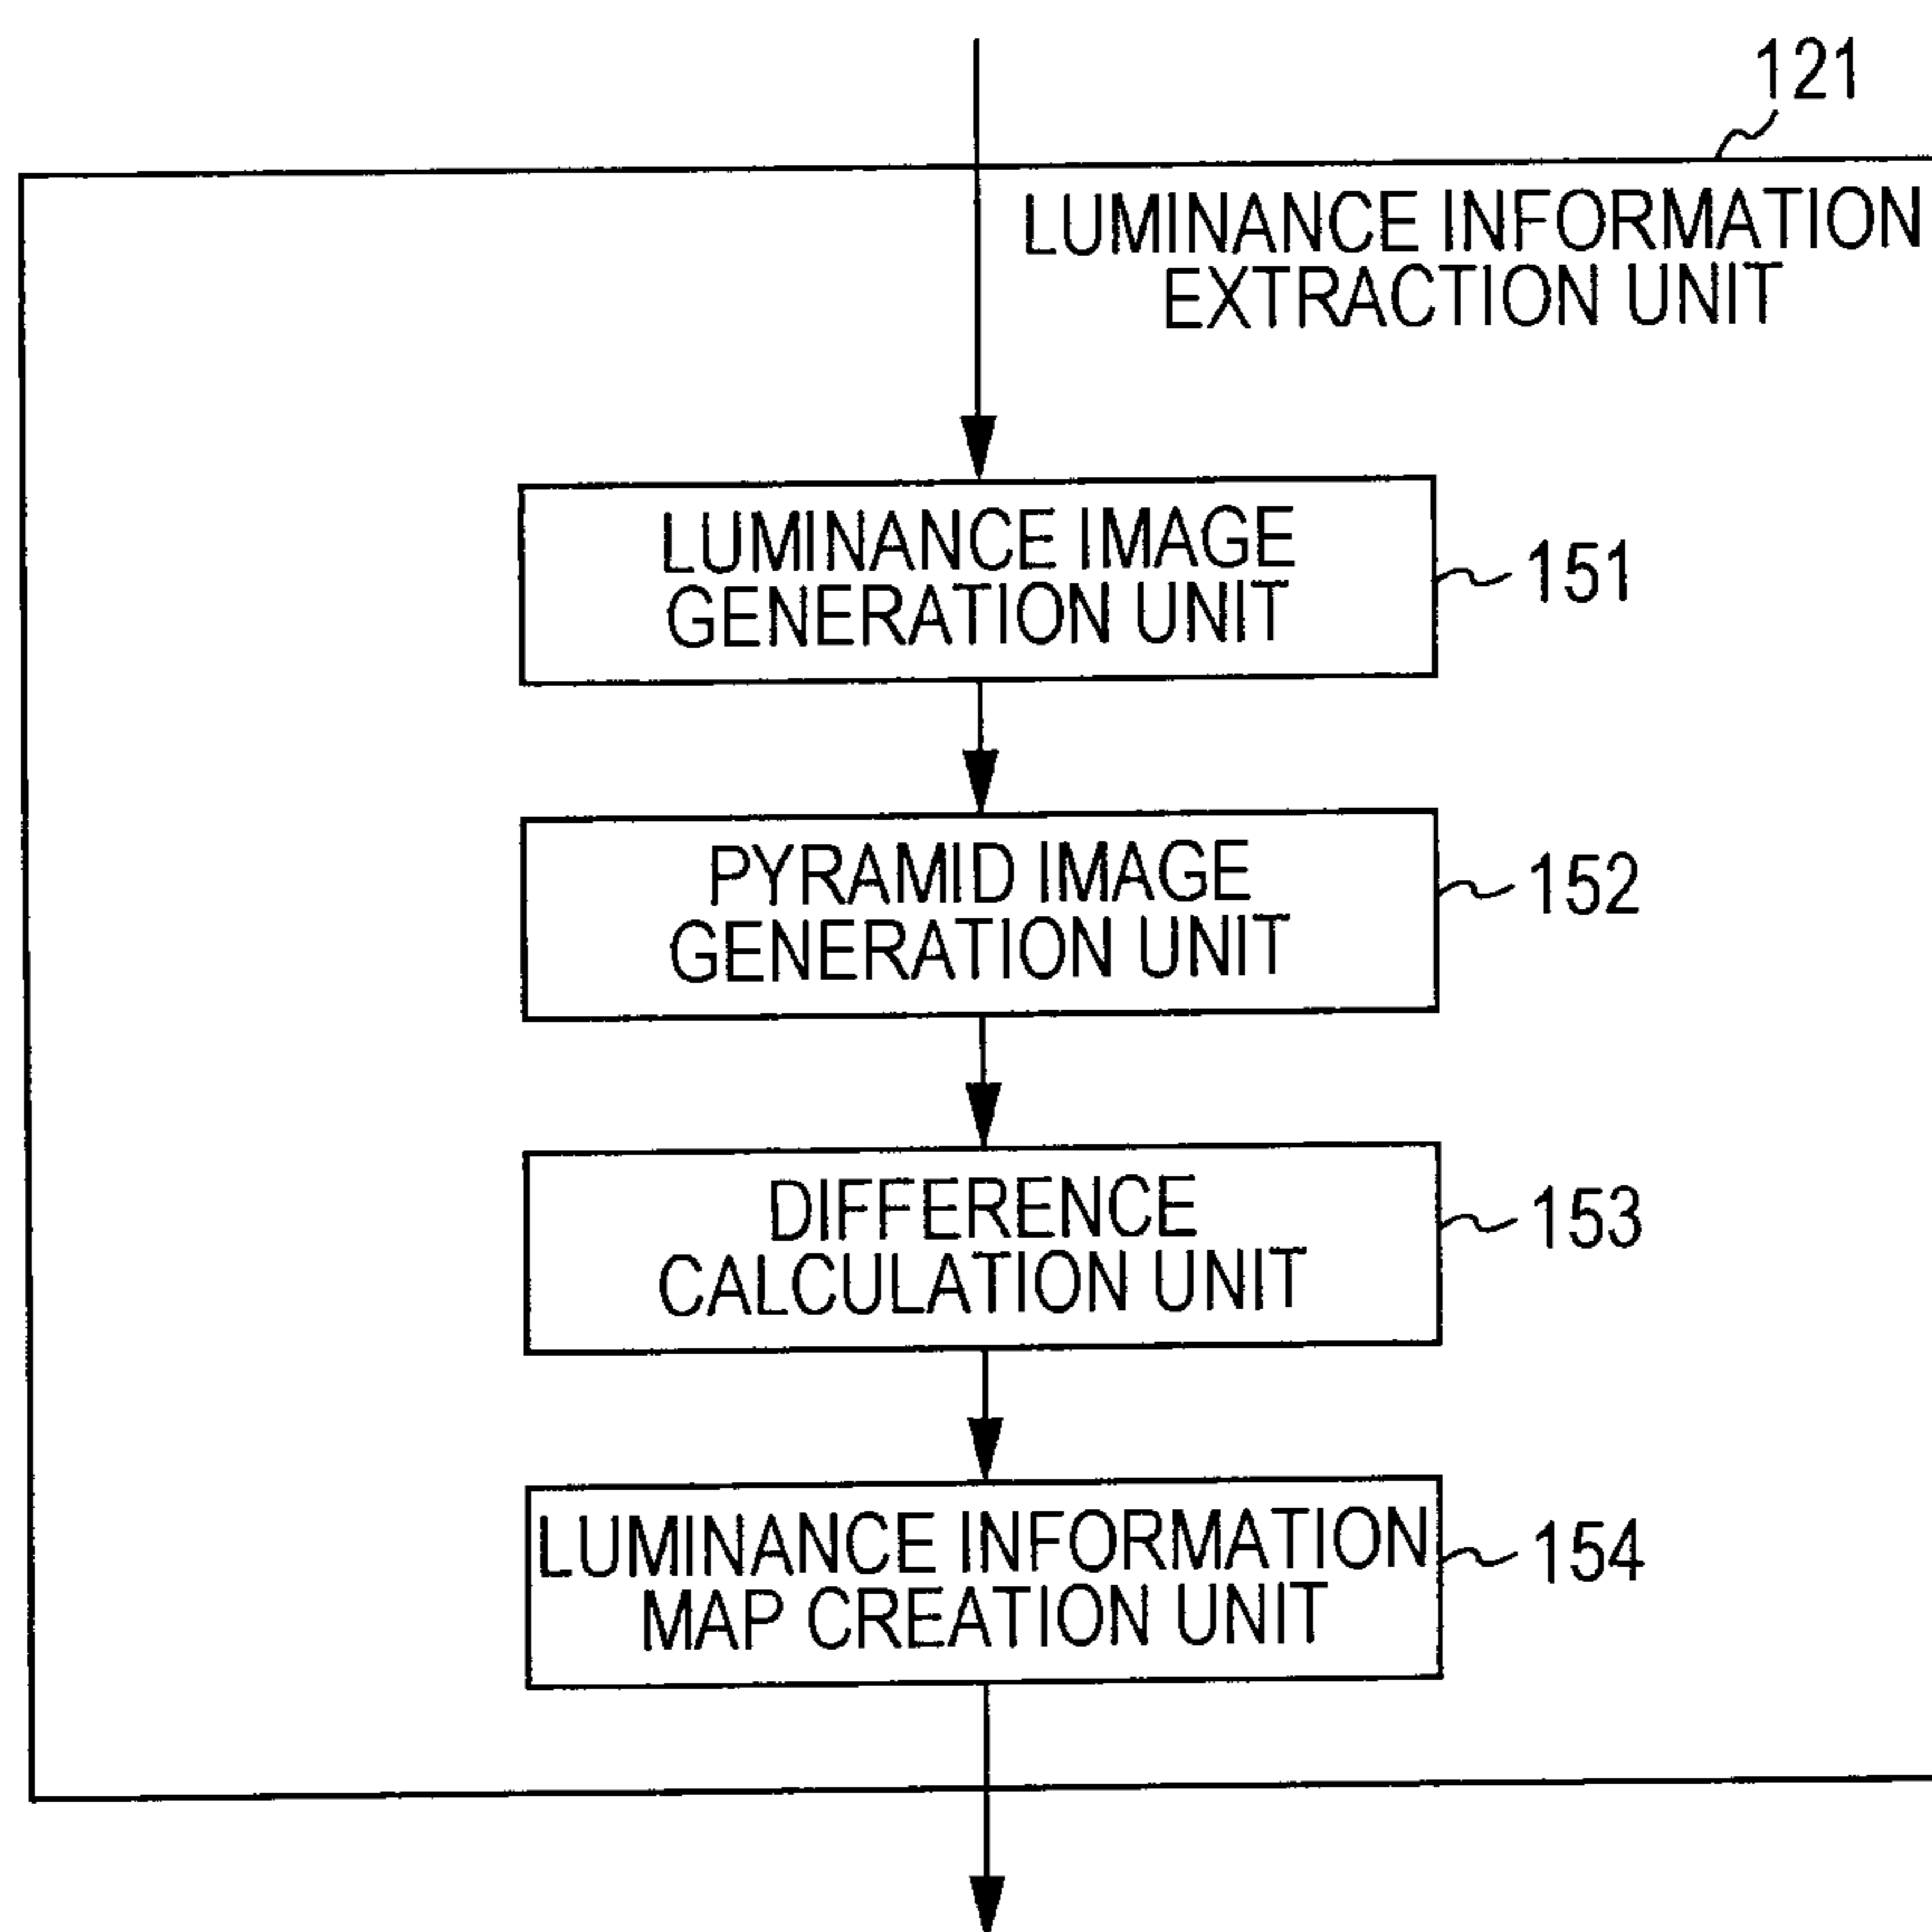 121
LUMINANCE INFORMATION
EXTRACTION UNIT
LUMINANCE IMAGE
GENERATION UNIT
151
PYRAMID IMAGE
GENERATION UNIT
152
DIFFERENCE
CALCULATION UNIT
153
LUMINANCE INFORMATION
MAP CREATION UNIT
154